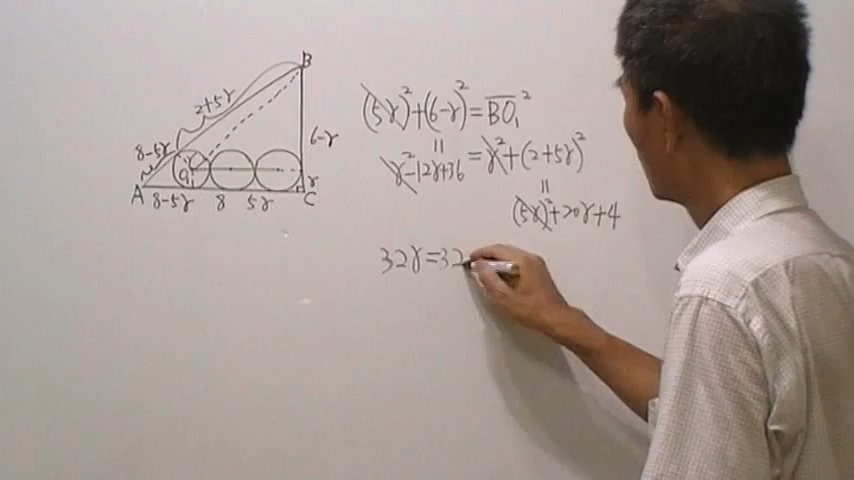 B
2+5r
8-5r
6-r
O₁
r
A 8-5r 8 5r C
(5r)²+(6-r)²=BO₁²
r²-12r+36=r²+(2+5r)²
(5r)²+20r+4
32r=32